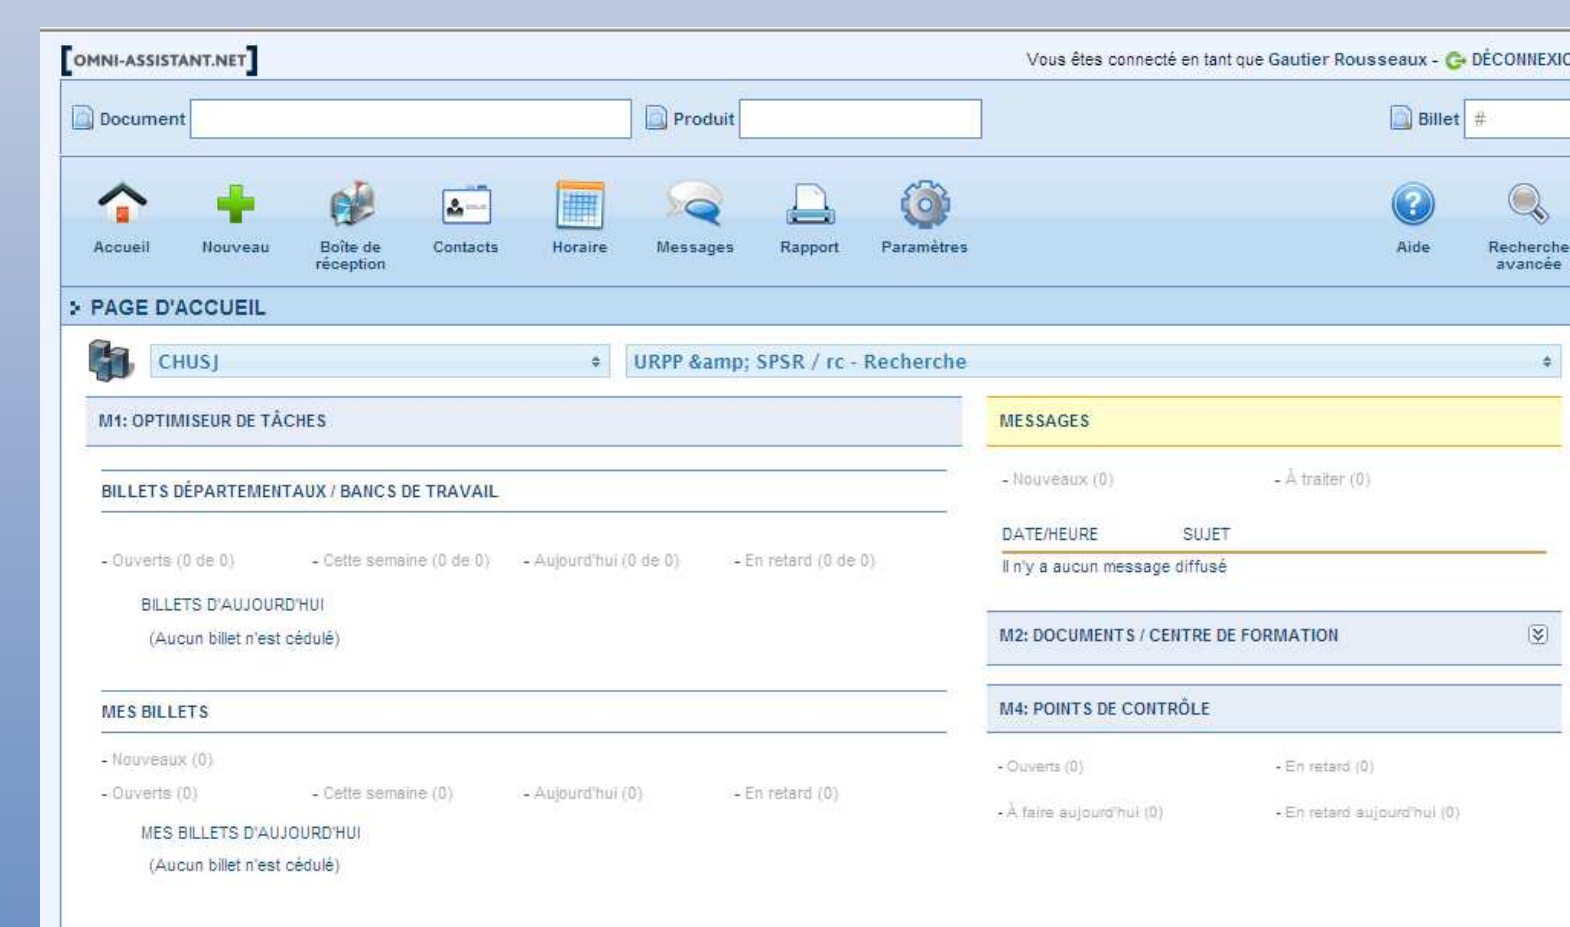 [OMNI-ASSISTANT.NET]
Vous êtes connecté en tant que Gautier Rousseaux - DÉCONNEXIO
Document Produit Billet #
Accueil Nouveau Boîte de réception Contacts Horaire Messages Rapport Paramètres Aide Recherche avancée
PAGE D'ACCUEIL
CHUSJ URPP &amp; SPSR / rc - Recherche
M1: OPTIMISEUR DE TÂCHES
BILLETS DÉPARTEMENTAUX / BANCS DE TRAVAIL
- Ouverts (0 de 0) - Cette semaine (0 de 0) - Aujourd'hui (0 de 0) - En retard (0 de 0)
BILLETS D'AUJOURD'HUI
(Aucun billet n'est cédulé)
MES BILLETS
- Nouveaux (0)
- Ouverts (0) - Cette semaine (0) - Aujourd'hui (0) - En retard (0)
MES BILLETS D'AUJOURD'HUI
(Aucun billet n'est cédulé)
MESSAGES
- Nouveaux (0) - À traiter (0)
DATE/HEURE SUJET
Il n'y a aucun message diffusé
M2: DOCUMENTS / CENTRE DE FORMATION
M4: POINTS DE CONTRÔLE
- Ouverts (0) - En retard (0)
- À faire aujourd'hui (0) - En retard aujourd'hui (0)